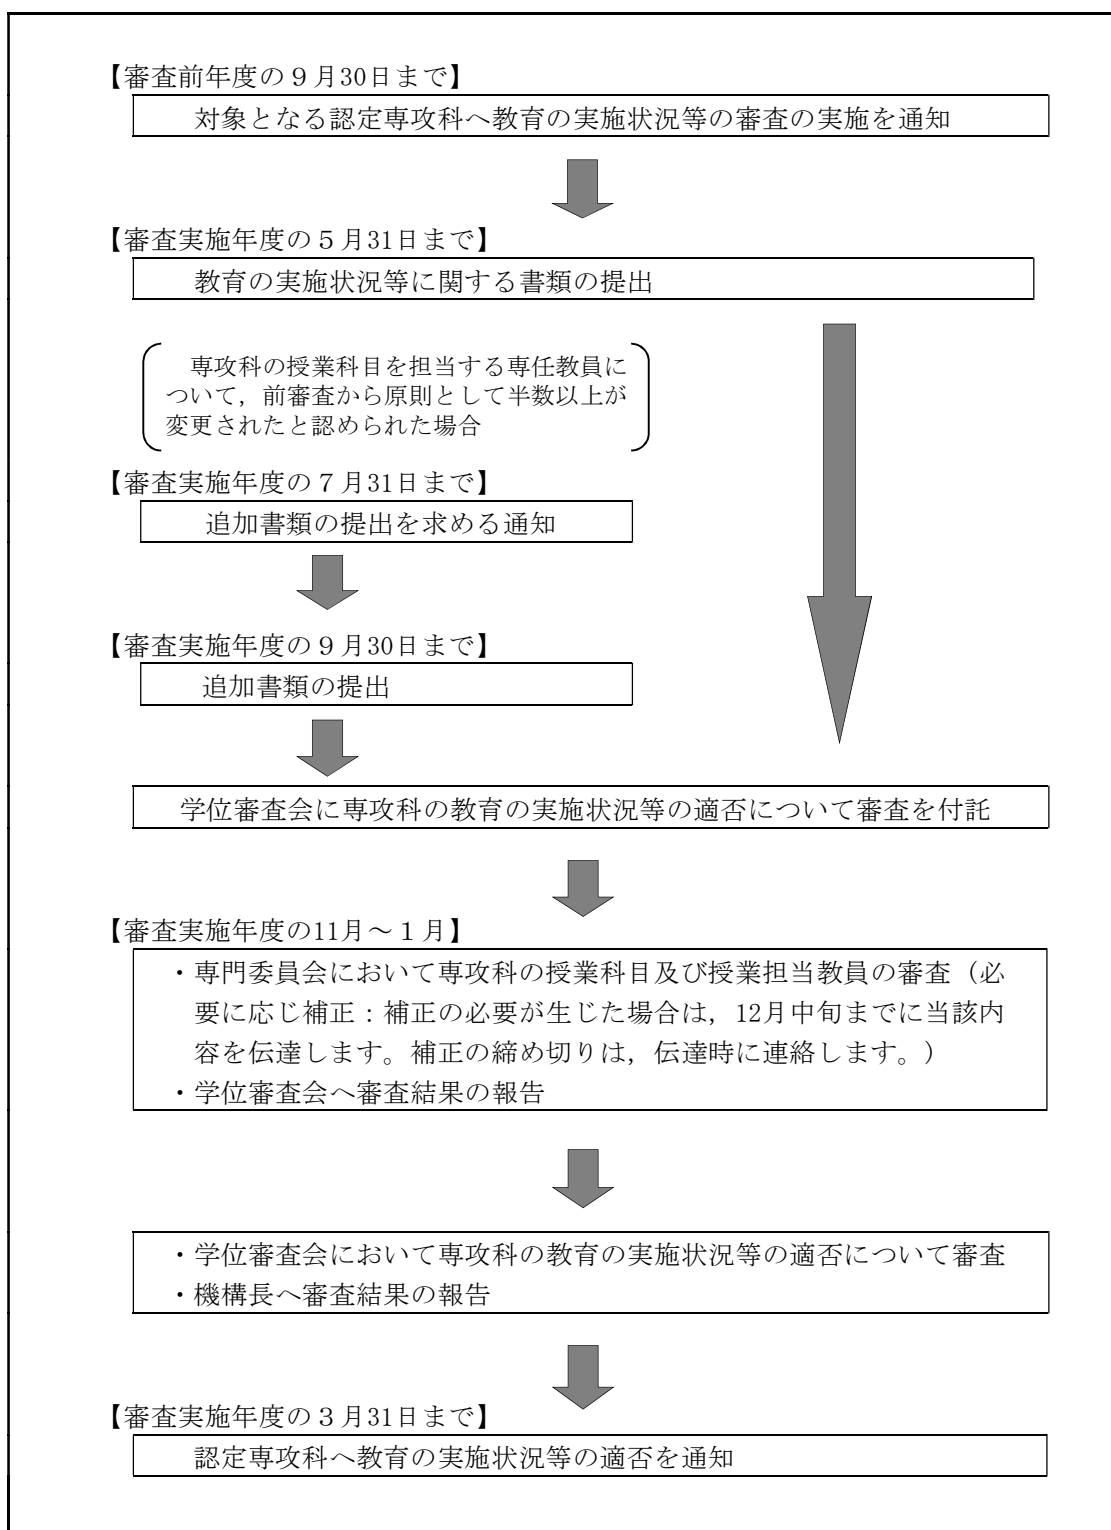 【審査前年度の９月30日まで】
対象となる認定専攻科へ教育の実施状況等の審査の実施を通知
【審査実施年度の５月31日まで】
教育の実施状況等に関する書類の提出
専攻科の授業科目を担当する専任教員に
ついて，前審査から原則として半数以上が
変更されたと認められた場合
【審査実施年度の７月31日まで】
追加書類の提出を求める通知
【審査実施年度の９月30日まで】
追加書類の提出
学位審査会に専攻科の教育の実施状況等の適否について審査を付託
【審査実施年度の11月～１月】
・専門委員会において専攻科の授業科目及び授業担当教員の審査（必
要に応じ補正：補正の必要が生じた場合は，12月中旬までに当該内
容を伝達します。補正の締め切りは，伝達時に連絡します。）
・学位審査会へ審査結果の報告
・学位審査会において専攻科の教育の実施状況等の適否について審査
・機構長へ審査結果の報告
【審査実施年度の３月31日まで】
認定専攻科へ教育の実施状況等の適否を通知